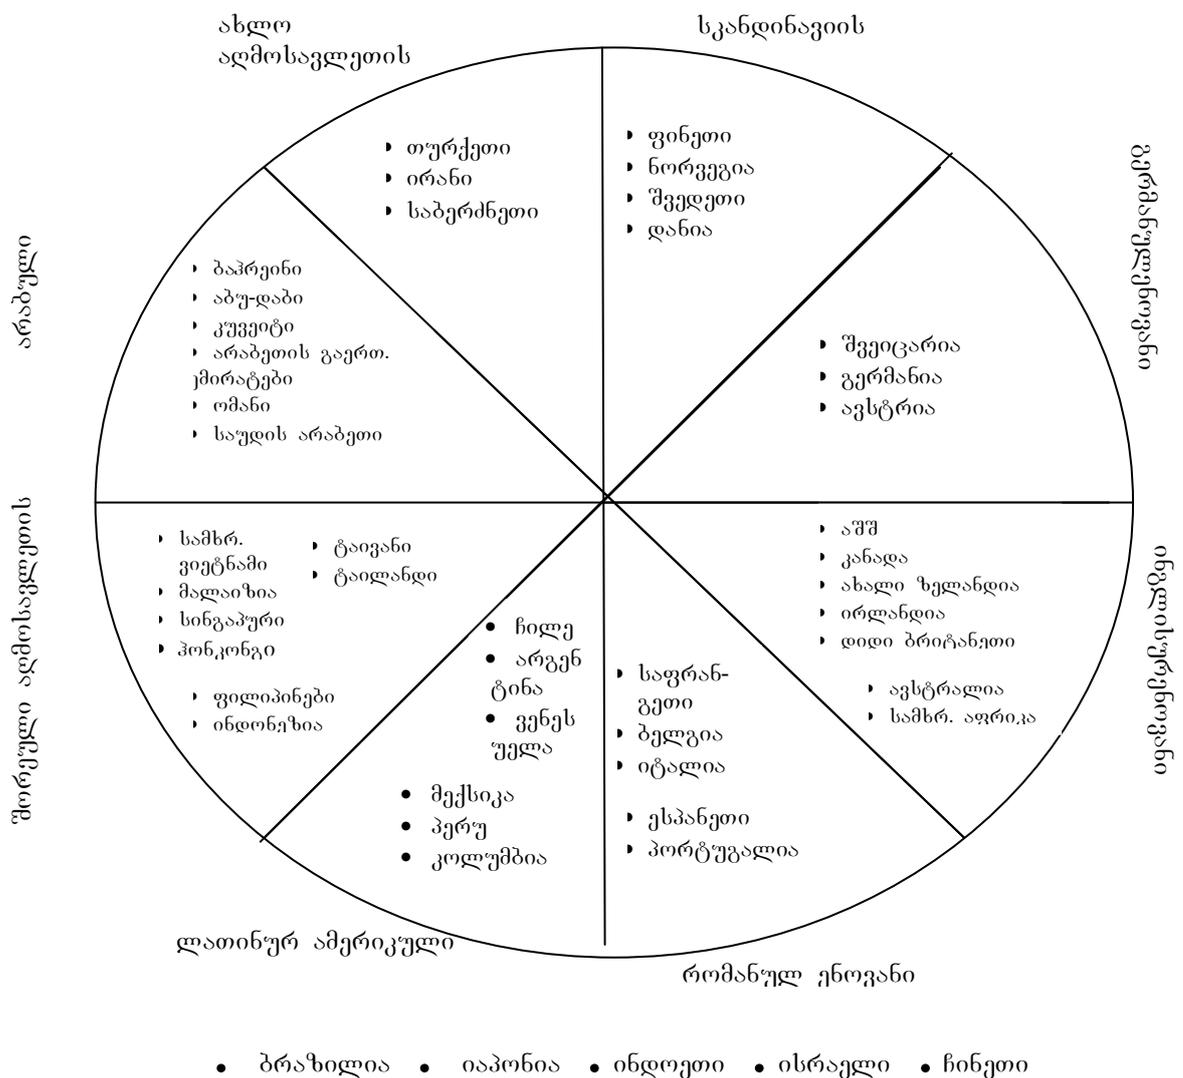 ახლო
აღმოსავლეთის
სკანდინავიის
თურქეთი
ირანი
საბერძნეთი
ფინეთი
ნორვეგია
შვედეთი
დანია
გერმანულენოვანი
არაბული
ბაჰრეინი
აბუ-დაბი
კუვეიტი
არაბეთის გაერთ.
ემირატები
ომანი
საუდის არაბეთი
შვეიცარია
გერმანია
ავსტრია
შორეული აღმოსავლეთის
სამხრ.
ვიეტნამი
მალაიზია
სინგაპური
ჰონკონგი
ტაივანი
ტაილანდი
ფილიპინები
ინდონეზია
აშშ
კანადა
ახალი ზელანდია
ირლანდია
დიდი ბრიტანეთი
ავსტრალია
სამხრ. აფრიკა
ინგლისურენოვანი
ჩილე
არგენ
ტინა
ვენეს
უელა
მექსიკა
პერუ
კოლუმბია
საფრან-
გეთი
ბელგია
იტალია
ესპანეთი
პორტუგალია
ლათინურ ამერიკული
რომანულ ენოვანი
ბრაზილია იაპონია ინდოეთი ისრაელი ჩინეთი